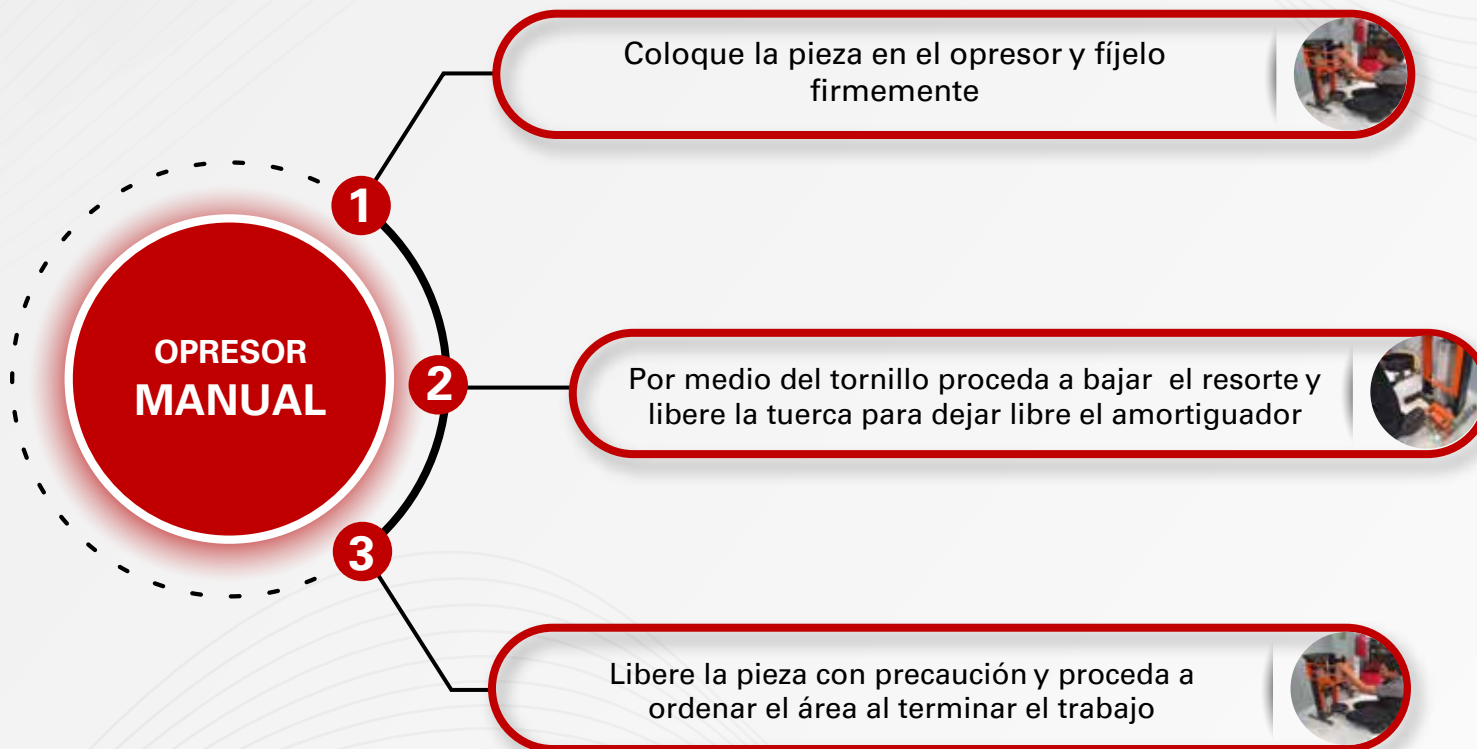 OPRESOR
MANUAL
1
Coloque la pieza en el opresor y fíjelo
firmemente
2
Por medio del tornillo proceda a bajar  el resorte y
libere la tuerca para dejar libre el amortiguador
3
Libere la pieza con precaución y proceda a
ordenar el área al terminar el trabajo